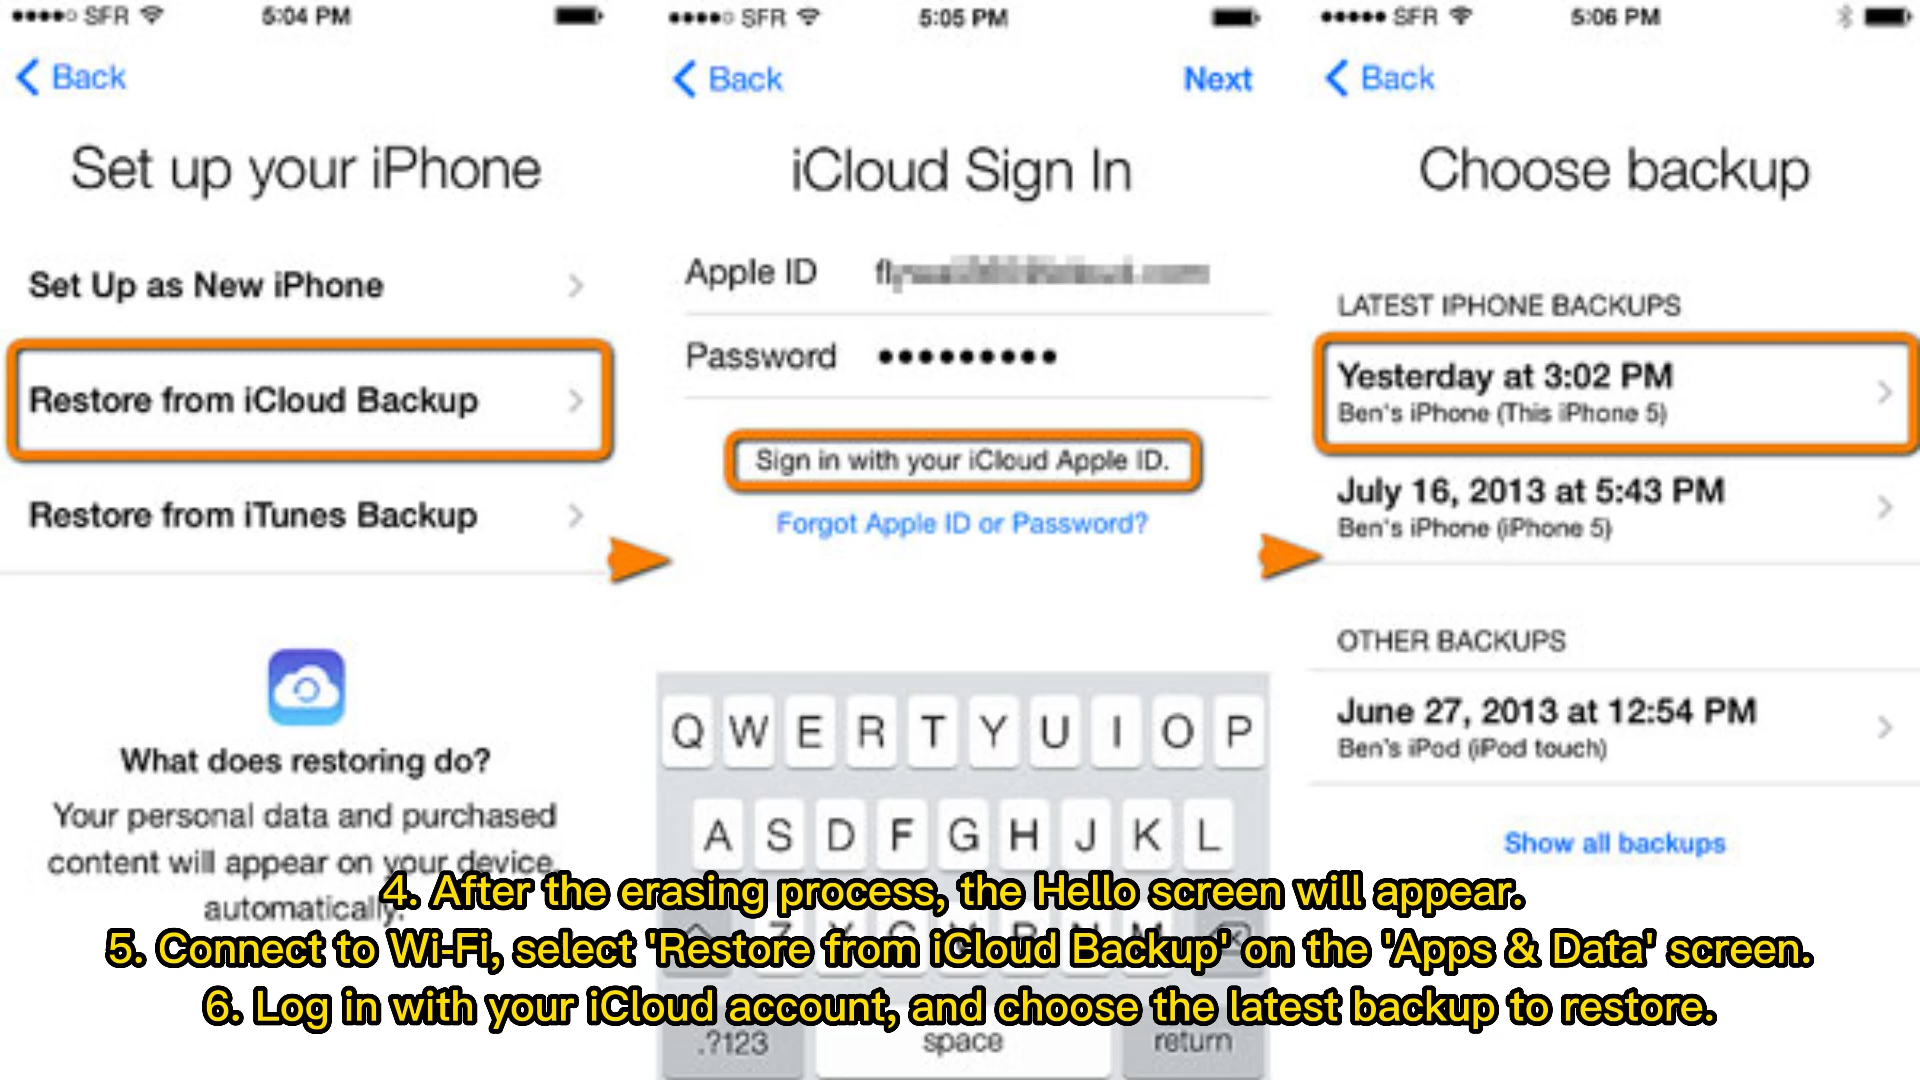 SFR 5:04 PM
Back
Set up your iPhone
Set Up as New iPhone
Restore from iCloud Backup
Restore from iTunes Backup
What does restoring do?
Your personal data and purchased
content will appear on your device
automatically.
SFR 5:05 PM
Back Next
iCloud Sign In
Apple ID
Password
Sign in with your iCloud Apple ID.
Forgot Apple ID or Password?
Q W E R T Y U I O P
A S D F G H J K L
.?123 space return
SFR 5:06 PM
Back
Choose backup
LATEST IPHONE BACKUPS
Yesterday at 3:02 PM
Ben's iPhone (This iPhone 5)
July 16, 2013 at 5:43 PM
Ben's iPhone (iPhone 5)
OTHER BACKUPS
June 27, 2013 at 12:54 PM
Ben's iPod (iPod touch)
Show all backups
4. After the erasing process, the Hello screen will appear.
5. Connect to Wi-Fi, select 'Restore from iCloud Backup' on the 'Apps & Data' screen.
6. Log in with your iCloud account, and choose the latest backup to restore.